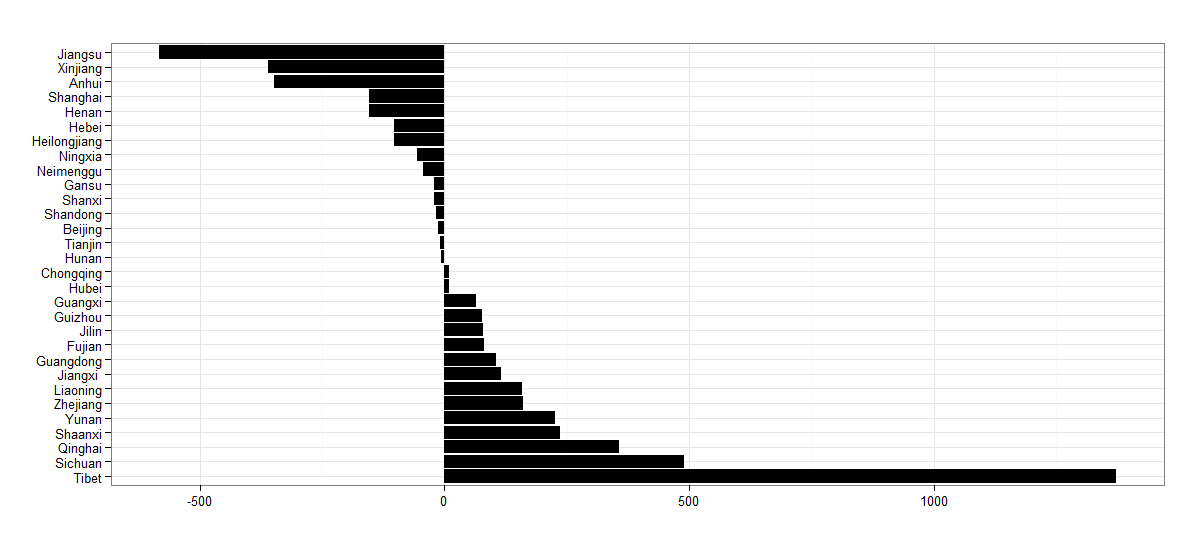 Jiangsu
Xinjiang
Anhui
Shanghai
Henan
Hebei
Heilongjiang
Ningxia
Neimenggu
Gansu
Shanxi
Shandong
Beijing
Tianjin
Hunan
Chongqing
Hubei
Guangxi
Guizhou
Jilin
Fujian
Guangdong
Jiangxi
Liaoning
Zhejiang
Yunan
Shaanxi
Qinghai
Sichuan
Tibet
-500 0 500 1000